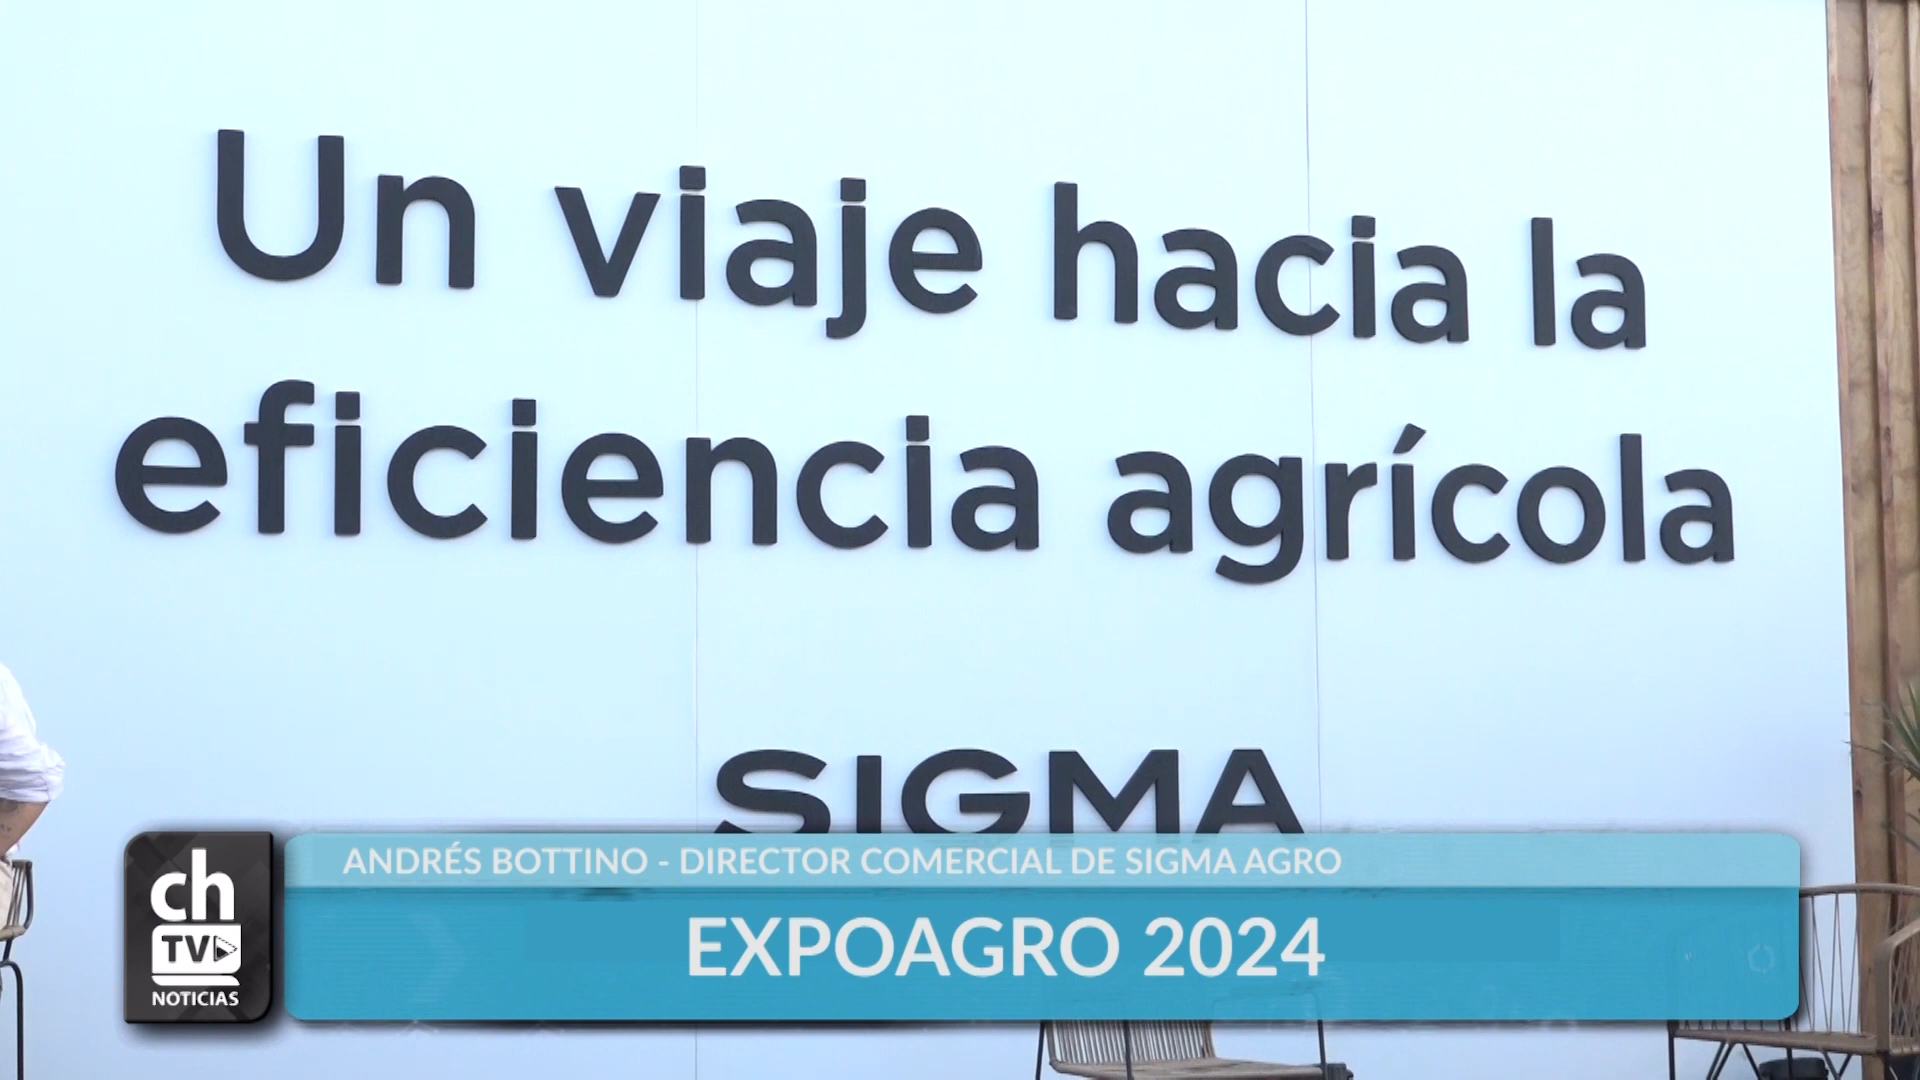 Un viaje hacia la
eficiencia agrícola
SIGMA
ANDRÉS BOTTINO - DIRECTOR COMERCIAL DE SIGMA AGRO
EXPOAGRO 2024
ch
TV
NOTICIAS